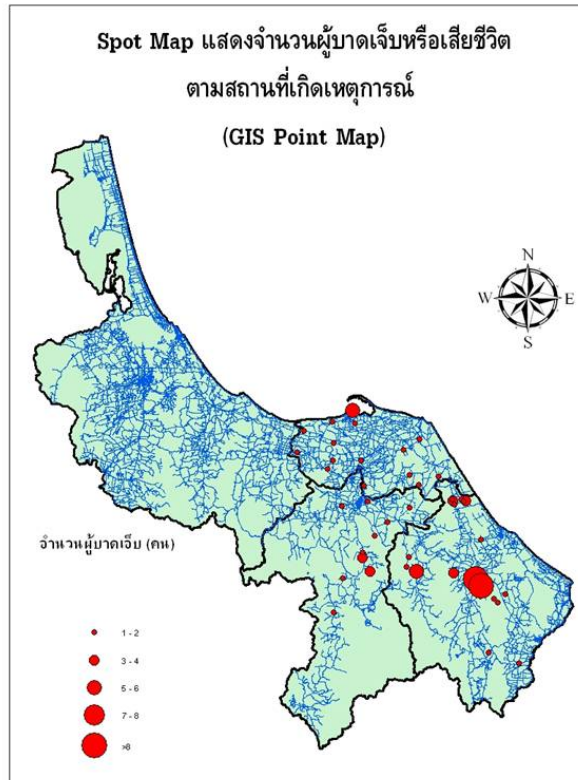 Spot Map แสดงจำนวนผู้บาดเจ็บหรือเสียชีวิต
ตามสถานที่เกิดเหตุการณ์
(GIS Point Map)
N
W E
S
จำนวนผู้บาดเจ็บ (คน)
1 - 2
3 - 4
5 - 6
7 - 8
>8